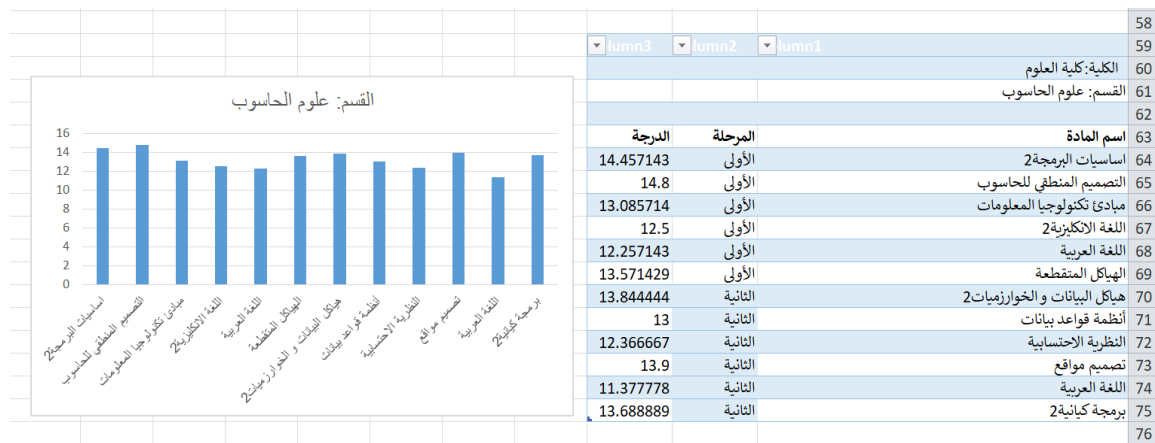 58
lumn1 lumn2 lumn3 59
60 الكلية:كلية العلوم
61 القسم: علوم الحاسوب
62
63 اسم المادة المرحلة الدرجة
64 اساسيات البرمجة2 الأولى 14.457143
65 التصميم المنطقي للحاسوب الأولى 14.8
66 مبادئ تكنولوجيا المعلومات الأولى 13.085714
67 اللغة الانكليزية2 الأولى 12.5
68 اللغة العربية الأولى 12.257143
69 الهياكل المتقطعة الأولى 13.571429
70 هياكل البيانات و الخوارزميات2 الثانية 13.844444
71 أنظمة قواعد بيانات الثانية 13
72 النظرية الاحتسابية الثانية 12.366667
73 تصميم مواقع الثانية 13.9
74 اللغة العربية الثانية 11.377778
75 برمجة كيانية2 الثانية 13.688889
76
القسم: علوم الحاسوب
16
14
12
10
8
6
4
2
0
اساسيات البرمجة2
التصميم المنطقي للحاسوب
مبادئ تكنولوجيا المعلومات
اللغة الانكليزية2
اللغة العربية
الهياكل المتقطعة
هياكل البيانات و الخوارزميات2
أنظمة قواعد بيانات
النظرية الاحتسابية
تصميم مواقع
اللغة العربية
برمجة كيانية2